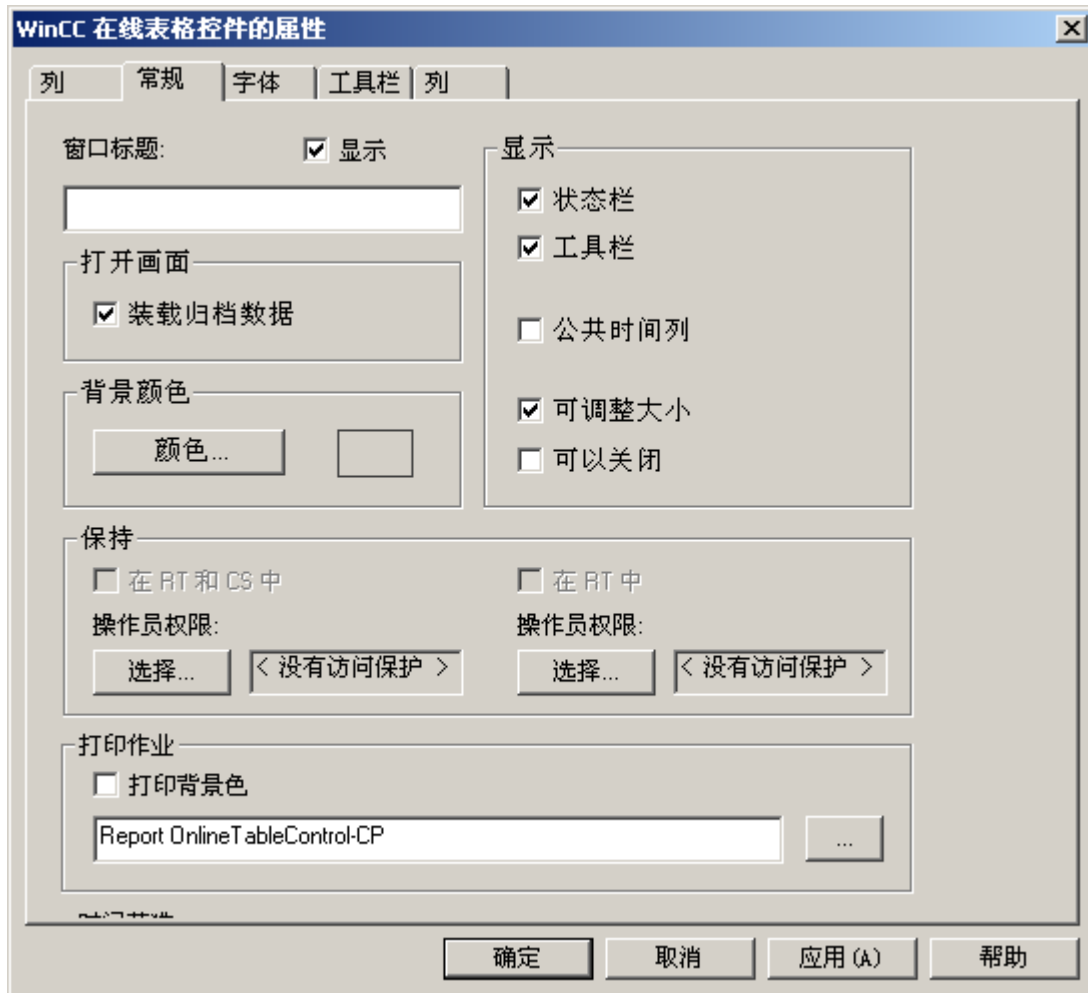 WinCC 在线表格控件的属性
列 常规 字体 工具栏 列
窗口标题: 显示
显示
状态栏
工具栏
打开画面
装载归档数据
公共时间列
背景颜色
颜色...
可调整大小
可以关闭
保持
在 RT 和 CS 中 在 RT 中
操作员权限: 操作员权限:
选择... < 没有访问保护 > 选择... < 没有访问保护 >
打印作业
打印背景色
Report OnlineTableControl-CP ...
确定 取消 应用(A) 帮助